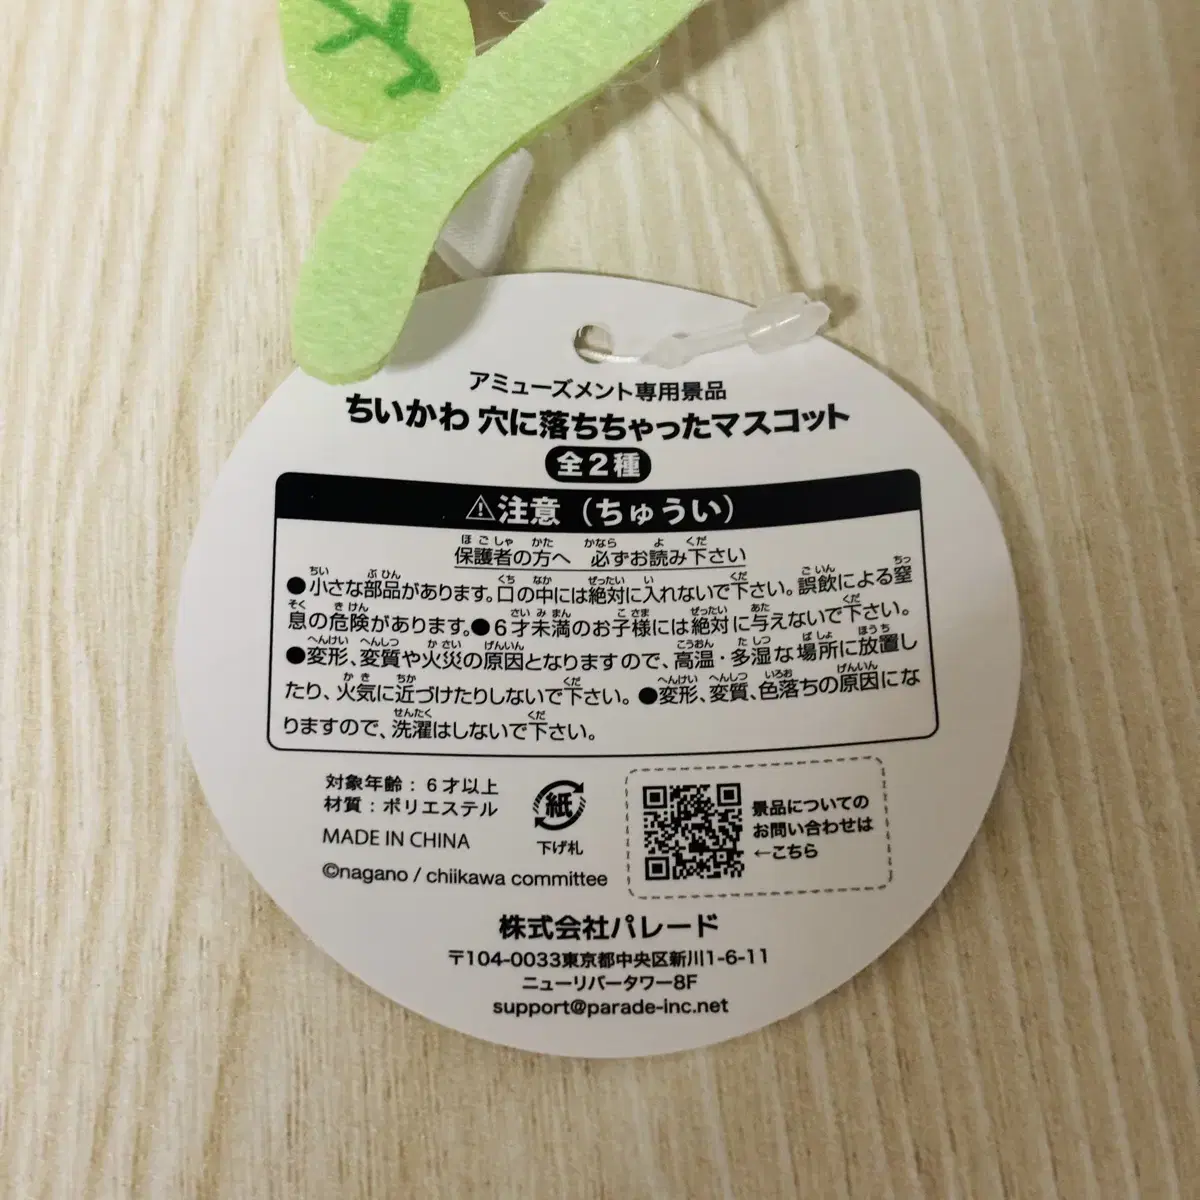 アミューズメント専用景品
ちいかわ 穴に落ちちゃったマスコット
全2種
⚠注意（ちゅうい）
保護者の方へ 必ずお読み下さい
●小さな部品があります。口の中には絶対に入れないで下さい。誤飲による窒
息の危険があります。●6才未満のお子様には絶対に与えないで下さい。
●変形、変質や火災の原因となりますので、高温・多湿な場所に放置し
たり、火気に近づけたりしないで下さい。●変形、変質、色落ちの原因にな
りますので、洗濯はしないで下さい。
対象年齢：6才以上
材質：ポリエステル
MADE IN CHINA
©nagano / chiikawa committee
紙
下げ札
景品についての
お問い合わせは
←こちら
株式会社パレード
〒104-0033東京都中央区新川1-6-11
ニューリバータワー8F
support@parade-inc.net